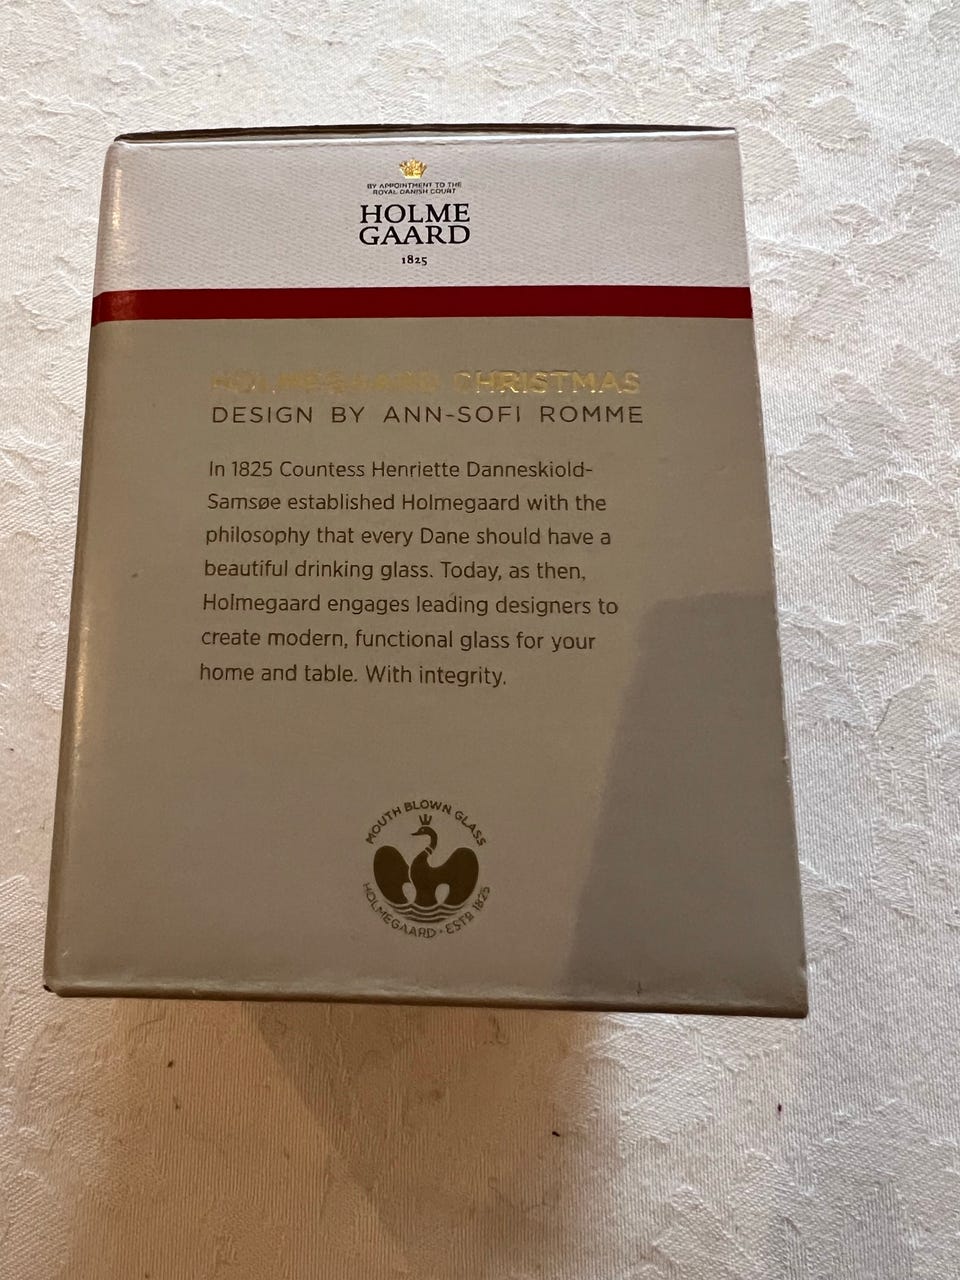 BY APPOINTMENT TO THE
ROYAL DANISH COURT
HOLME
GAARD
1825
HOLMEGAARD CHRISTMAS
DESIGN BY ANN-SOFI ROMME
In 1825 Countess Henriette Danneskiold-
Samsøe established Holmegaard with the
philosophy that every Dane should have a
beautiful drinking glass. Today, as then,
Holmegaard engages leading designers to
create modern, functional glass for your
home and table. With integrity.
MOUTH BLOWN GLASS
HOLMEGAARD · ESTD 1825